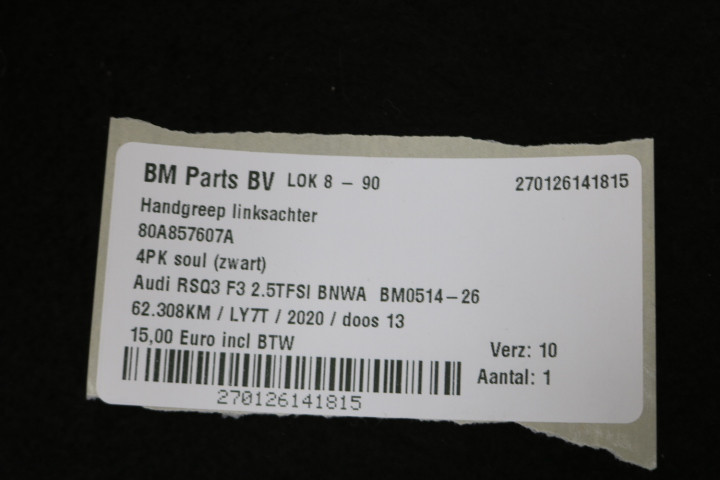 BM Parts BV LOK 8 - 90 270126141815
Handgreep linksachter
80A857607A
4PK soul (zwart)
Audi RSQ3 F3 2.5TFSI BNWA BM0514-26
62.308KM / LY7T / 2020 / doos 13
15,00 Euro incl BTW
Verz: 10
Aantal: 1
270126141815